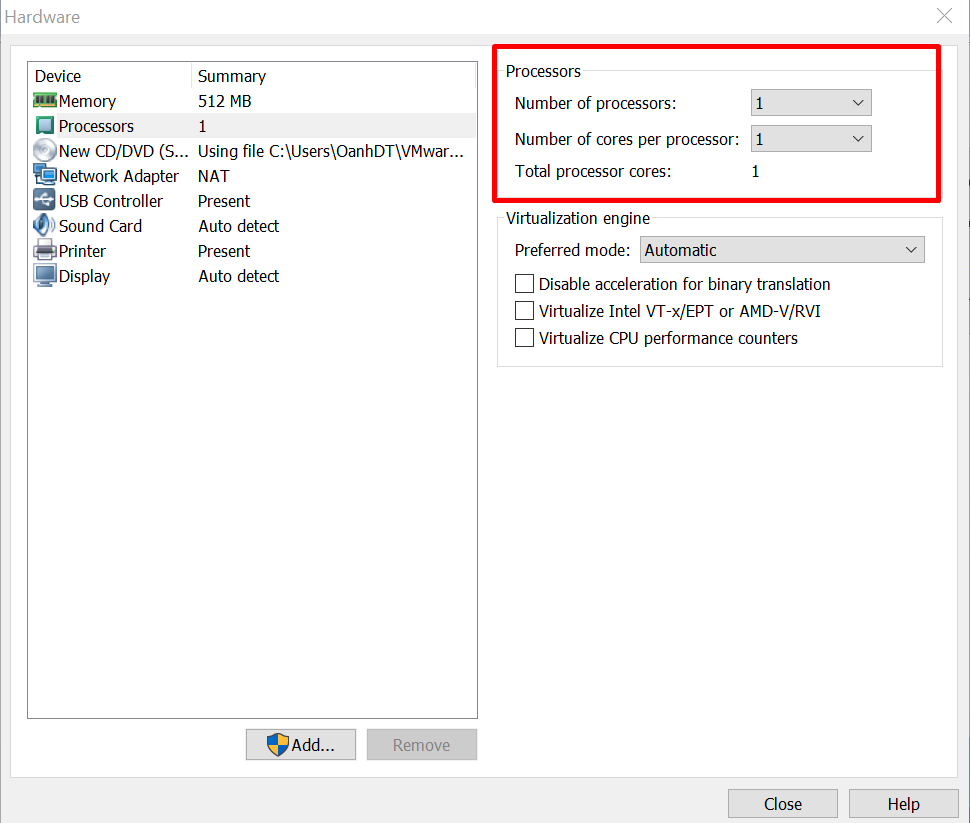 Hardware
Device Summary
Memory 512 MB
Processors 1
New CD/DVD (S... Using file C:\Users\OanhDT\VMwar...
Network Adapter NAT
USB Controller Present
Sound Card Auto detect
Printer Present
Display Auto detect
Add...
Remove
Processors
Number of processors: 1
Number of cores per processor: 1
Total processor cores: 1
Virtualization engine
Preferred mode: Automatic
Disable acceleration for binary translation
Virtualize Intel VT-x/EPT or AMD-V/RVI
Virtualize CPU performance counters
Close
Help